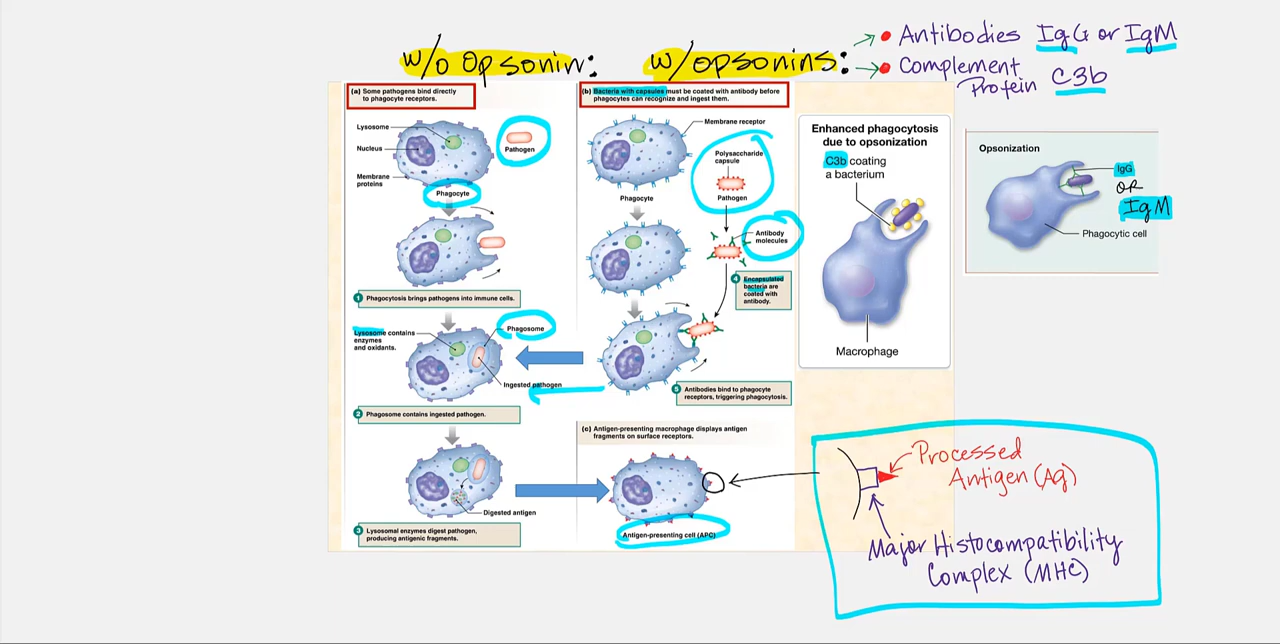 w/o Opsonin:
w/opsonins:
• Antibodies IgG or IgM
• Complement Protein C3b
(a) Some pathogens bind directly
to phagocyte receptors.
Lysosome
Nucleus
Membrane
proteins
Pathogen
Phagocyte
1 Phagocytosis brings pathogens into immune cells.
Lysosome contains
enzymes
and oxidants.
Phagosome
Ingested pathogen
2 Phagosome contains ingested pathogen.
Digested antigen
3 Lysosomal enzymes digest pathogen,
producing antigenic fragments.
(b) Bacteria with capsules must be coated with antibody before
phagocytes can recognize and ingest them.
Membrane receptor
Polysaccharide
capsule
Phagocyte
Pathogen
Antibody
molecules
4 Encapsulated
bacteria are
coated with
antibody.
5 Antibodies bind to phagocyte
receptors, triggering phagocytosis.
(c) Antigen-presenting macrophage displays antigen
fragments on surface receptors.
Antigen-presenting cell (APC)
Enhanced phagocytosis
due to opsonization
C3b coating
a bacterium
Macrophage
Opsonization
IgG
OR
IgM
Phagocytic cell
Processed
Antigen (Ag)
Major Histocompatibility
Complex (MHC)